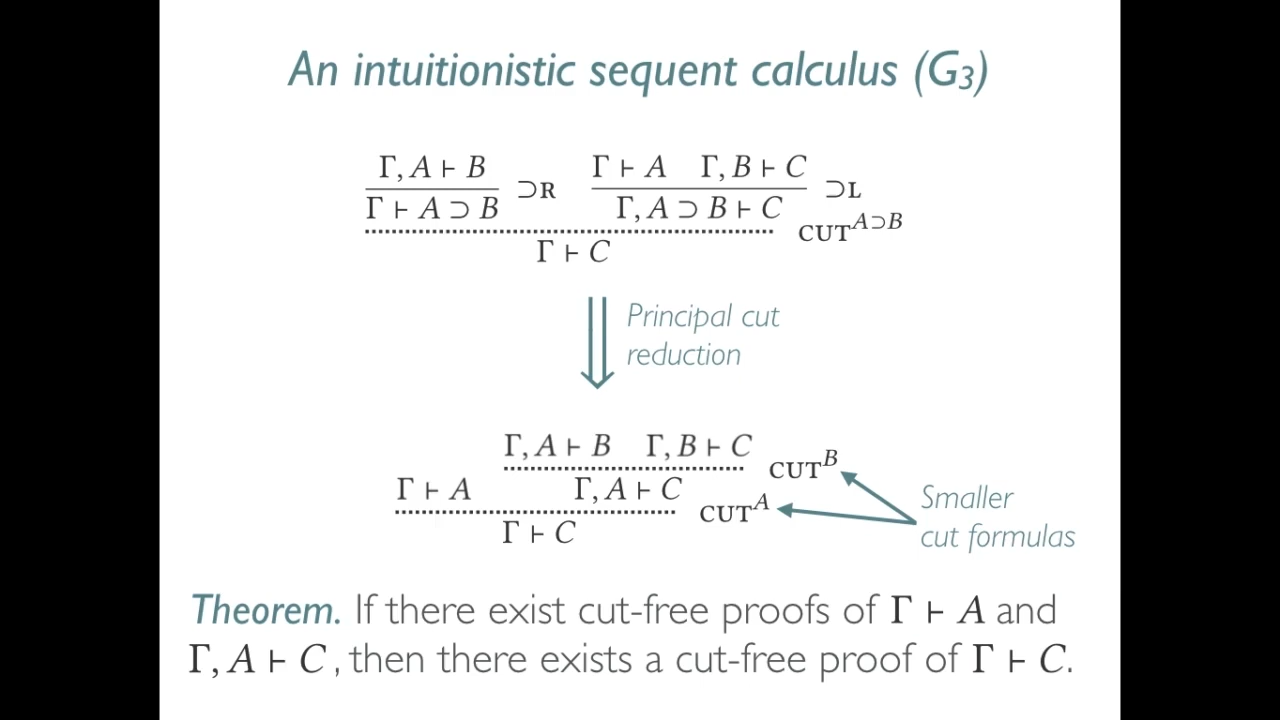 An intuitionistic sequent calculus (G₃)
Γ, A ⊢ B
Γ ⊢ A ⊃ B
⊃R
Γ ⊢ A Γ, B ⊢ C
Γ, A ⊃ B ⊢ C
⊃L
CUT^A⊃B
Γ ⊢ C
Principal cut
reduction
Γ, A ⊢ B Γ, B ⊢ C
CUT^B
Γ ⊢ A Γ, A ⊢ C
CUT^A
Γ ⊢ C
Smaller
cut formulas
Theorem. If there exist cut-free proofs of Γ ⊢ A and
Γ, A ⊢ C, then there exists a cut-free proof of Γ ⊢ C.